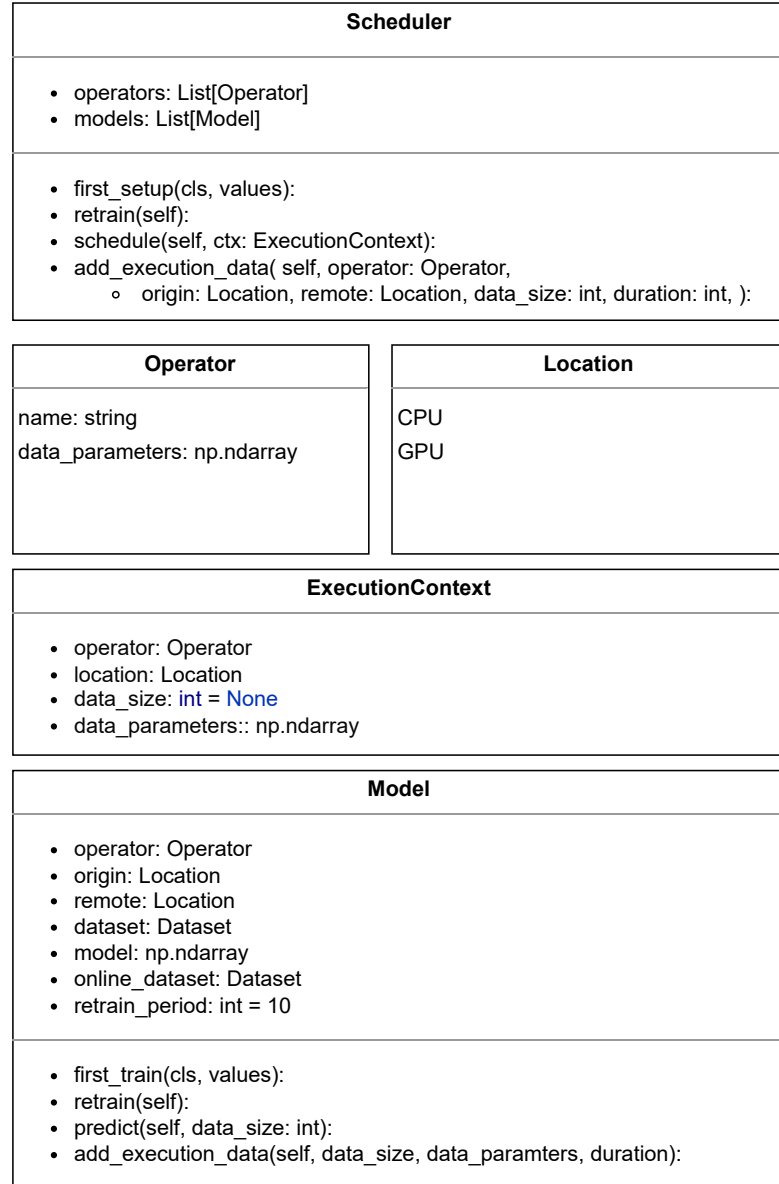 Scheduler
operators: List[Operator]
models: List[Model]
first_setup(cls, values):
retrain(self):
schedule(self, ctx: ExecutionContext):
add_execution_data( self, operator: Operator,
origin: Location, remote: Location, data_size: int, duration: int, ):
Operator
name: string
data_parameters: np.ndarray
Location
CPU
GPU
ExecutionContext
operator: Operator
location: Location
data_size: int = None
data_parameters:: np.ndarray
Model
operator: Operator
origin: Location
remote: Location
dataset: Dataset
model: np.ndarray
online_dataset: Dataset
retrain_period: int = 10
first_train(cls, values):
retrain(self):
predict(self, data_size: int):
add_execution_data(self, data_size, data_paramters, duration):